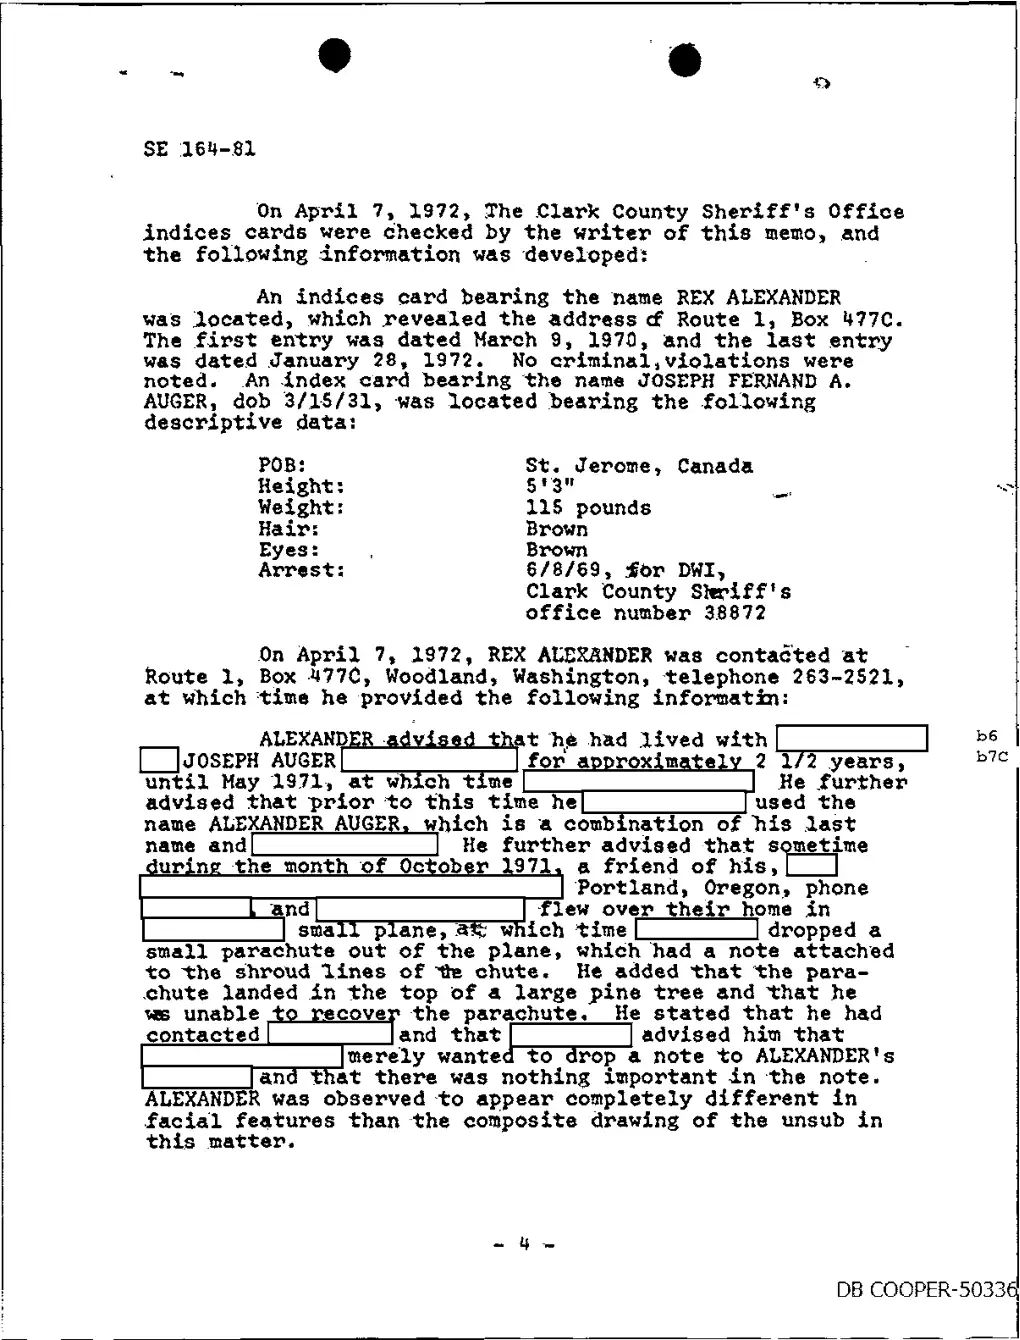 SE 164-81
On April 7, 1972, The Clark County Sheriff's Office
indices cards were checked by the writer of this memo, and
the following information was developed:
An indices card bearing the name REX ALEXANDER
was located, which revealed the address of Route 1, Box 477C.
The first entry was dated March 9, 1970, and the last entry
was dated January 28, 1972. No criminal violations were
noted. An index card bearing the name JOSEPH FERNAND A.
AUGER, dob 3/15/31, was located bearing the following
descriptive data:
POB: St. Jerome, Canada
Height: 5'3"
Weight: 115 pounds
Hair: Brown
Eyes: Brown
Arrest: 6/8/69, for DWI,
Clark County Sheriff's
office number 38872
On April 7, 1972, REX ALEXANDER was contacted at
Route 1, Box 477C, Woodland, Washington, telephone 263-2521,
at which time he provided the following informatin:
ALEXANDER advised that he had lived with
b6
JOSEPH AUGER for approximately 2 1/2 years,
b7C
until May 1971, at which time He further
advised that prior to this time he used the
name ALEXANDER AUGER, which is a combination of his last
name and He further advised that sometime
during the month of October 1971, a friend of his,
Portland, Oregon, phone
, and flew over their home in
small plane, at which time dropped a
small parachute out of the plane, which had a note attached
to the shroud lines of the chute. He added that the para-
chute landed in the top of a large pine tree and that he
was unable to recover the parachute. He stated that he had
contacted and that advised him that
merely wanted to drop a note to ALEXANDER's
and that there was nothing important in the note.
ALEXANDER was observed to appear completely different in
facial features than the composite drawing of the unsub in
this matter.
- 4 -
DB COOPER-50336